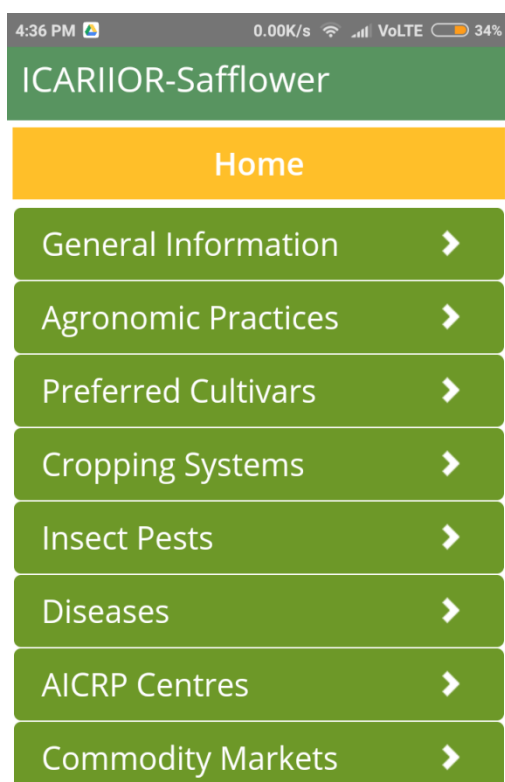 4:36 PM 0.00K/s VoLTE 34%
ICARIIOR-Safflower
Home
General Information
Agronomic Practices
Preferred Cultivars
Cropping Systems
Insect Pests
Diseases
AICRP Centres
Commodity Markets